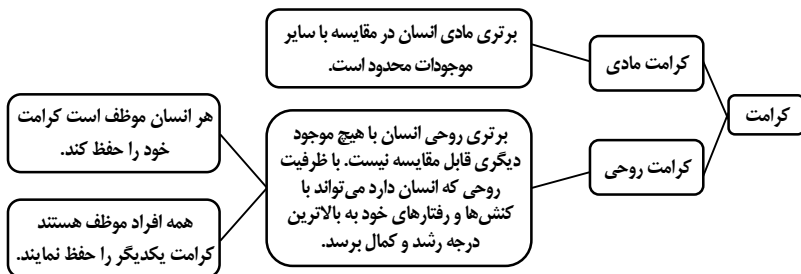 کرامت
کرامت مادی
برتری مادی انسان در مقایسه با سایر
موجودات محدود است.
کرامت روحی
برتری روحی انسان با هیچ موجود
دیگری قابل مقایسه نیست. با ظرفیت
روحی که انسان دارد می‌تواند با
کنش‌ها و رفتارهای خود به بالاترین
درجه رشد و کمال برسد.
هر انسان موظف است کرامت
خود را حفظ کند.
همه افراد موظف هستند
کرامت یکدیگر را حفظ نمایند.